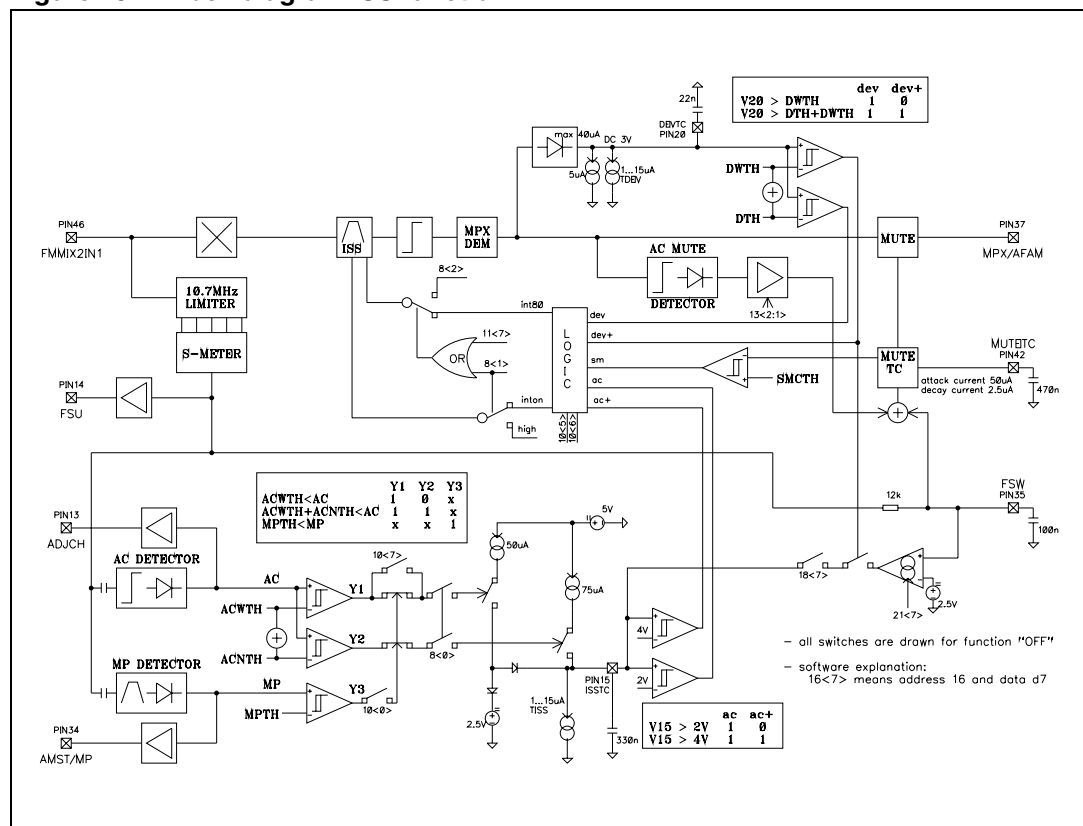 22n
DEVTC
PIN20
dev dev+
V20 > DWTH 1 0
V20 > DTH+DWTH 1 1
max 40uA
DC 3V
5uA
1...15uA
TDEV
DWTH
DTH
PIN46
FMMIX2IN1
ISS
MPX
DEM
MUTE
PIN37
MPX/AFAM
AC MUTE
DETECTOR
13<2:1>
10.7MHz
LIMITER
S-METER
8<2>
int80
11<7>
OR
8<1>
inton
high
LOGIC
dev
dev+
sm
ac
ac+
10<5>
10<6>
SMCTH
MUTE
TC
MUTETC
PIN42
attack current 50uA
decay current 2.5uA
470n
PIN14
FSU
Y1 Y2 Y3
ACWTH<AC 1 0 x
ACWTH+ACNTH<AC 1 1 x
MPTH<MP x x 1
FSW
PIN35
12k
100n
PIN13
ADJCH
5V
50uA
10<7>
AC DETECTOR
AC
Y1
ACWTH
75uA
18<7>
21<7>
2.5V
Y2
ACNTH
8<0>
4V
- all switches are drawn for function "OFF"
- software explanation:
16<7> means address 16 and data d7
MP DETECTOR
MP
Y3
MPTH
10<0>
2.5V
1...15uA
TISS
PIN15
ISSTC
2V
330n
ac ac+
V15 > 2V 1 0
V15 > 4V 1 1
PIN34
AMST/MP